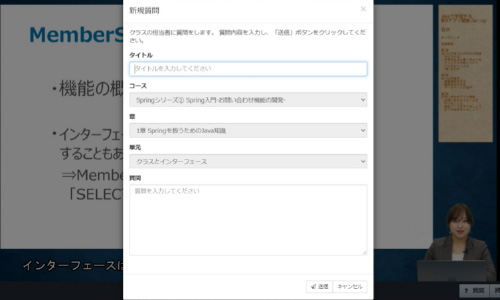 新規質問
×
クラスの担当者に質問をします。 質問内容を入力し、「送信」ボタンをクリックしてください。
タイトル
タイトルを入力してください
コース
Springシリーズ① Spring入門-お問い合わせ機能の開発-
章
1章 Springを扱うためのJava知識
単元
クラスとインターフェース
質問
質問を入力してください
送信
キャンセル
MemberS
・機能の概
・インターフェ
することもあ
⇒Membe
「SELECT
インターフェースは
? 質問